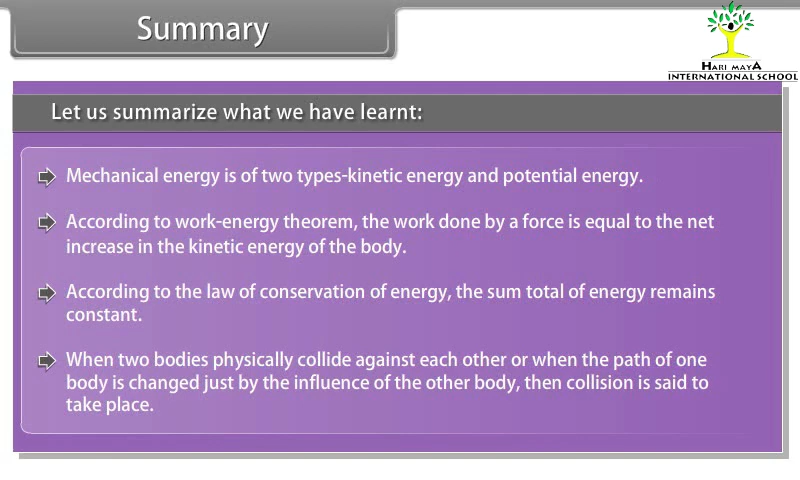 Summary
HARI MAYA
INTERNATIONAL SCHOOL
Let us summarize what we have learnt:
Mechanical energy is of two types-kinetic energy and potential energy.
According to work-energy theorem, the work done by a force is equal to the net
increase in the kinetic energy of the body.
According to the law of conservation of energy, the sum total of energy remains
constant.
When two bodies physically collide against each other or when the path of one
body is changed just by the influence of the other body, then collision is said to
take place.